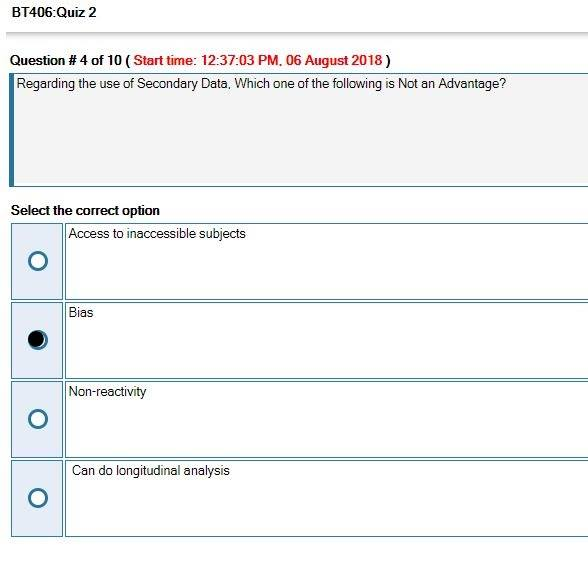 BT406:Quiz 2
Question # 4 of 10 ( Start time: 12:37:03 PM, 06 August 2018 )
Regarding the use of Secondary Data, Which one of the following is Not an Advantage?
Select the correct option
Access to inaccessible subjects
Bias
Non-reactivity
Can do longitudinal analysis